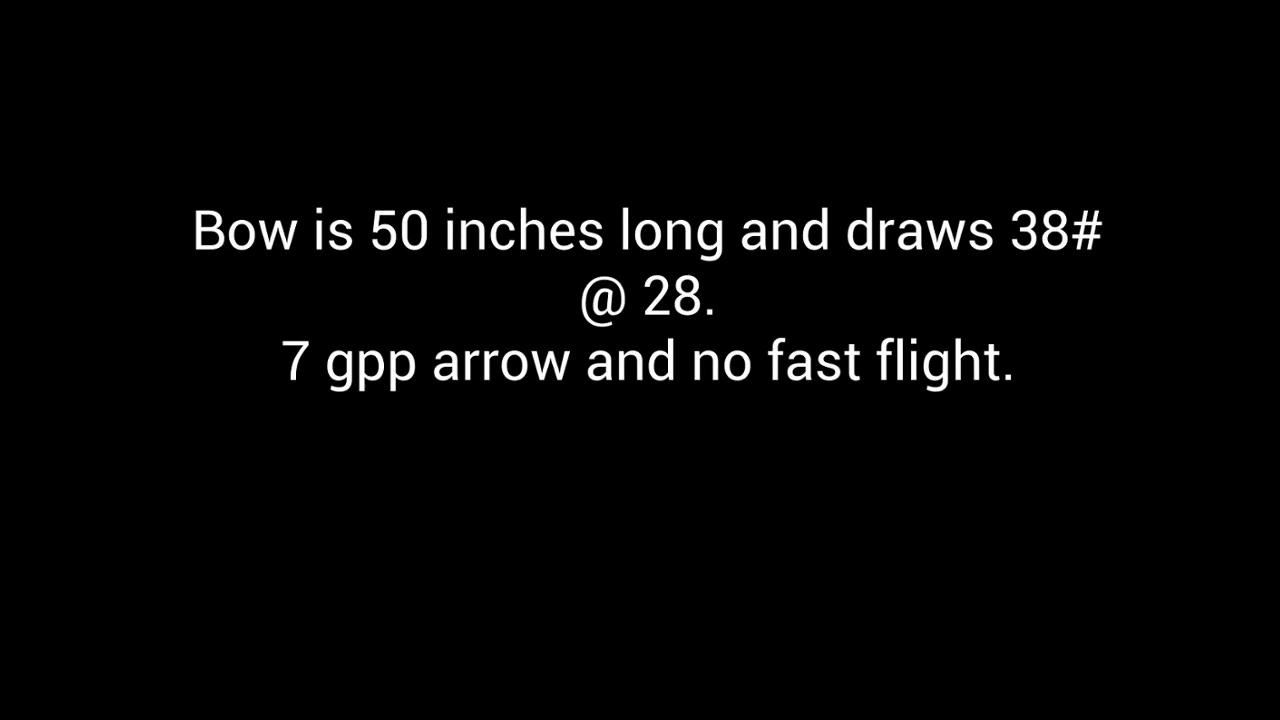 Bow is 50 inches long and draws 38#
@ 28.
7 gpp arrow and no fast flight.